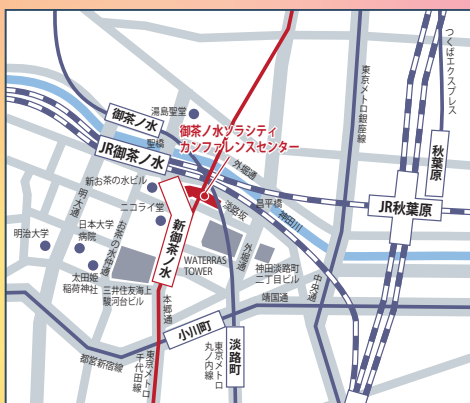 つくばエクスプレス
東京メトロ銀座線
湯島聖堂
御茶ノ水
聖橋
御茶ノ水ソラシティ
カンファレンスセンター
JR御茶ノ水
外堀通
秋葉原
新お茶の水ビル
昌平橋
JR秋葉原
明大通
お茶の水仲通
ニコライ堂
淡路坂
神田川
明治大学
日本大学
病院
新御茶ノ水
WATERRAS
TOWER
外堀通
神田淡路町
二丁目ビル
中央通
太田姫
稲荷神社
三井住友海上
駿河台ビル
本郷通
靖国通
小川町
都営新宿線
東京メトロ
千代田線
東京メトロ
丸ノ内線
淡路町